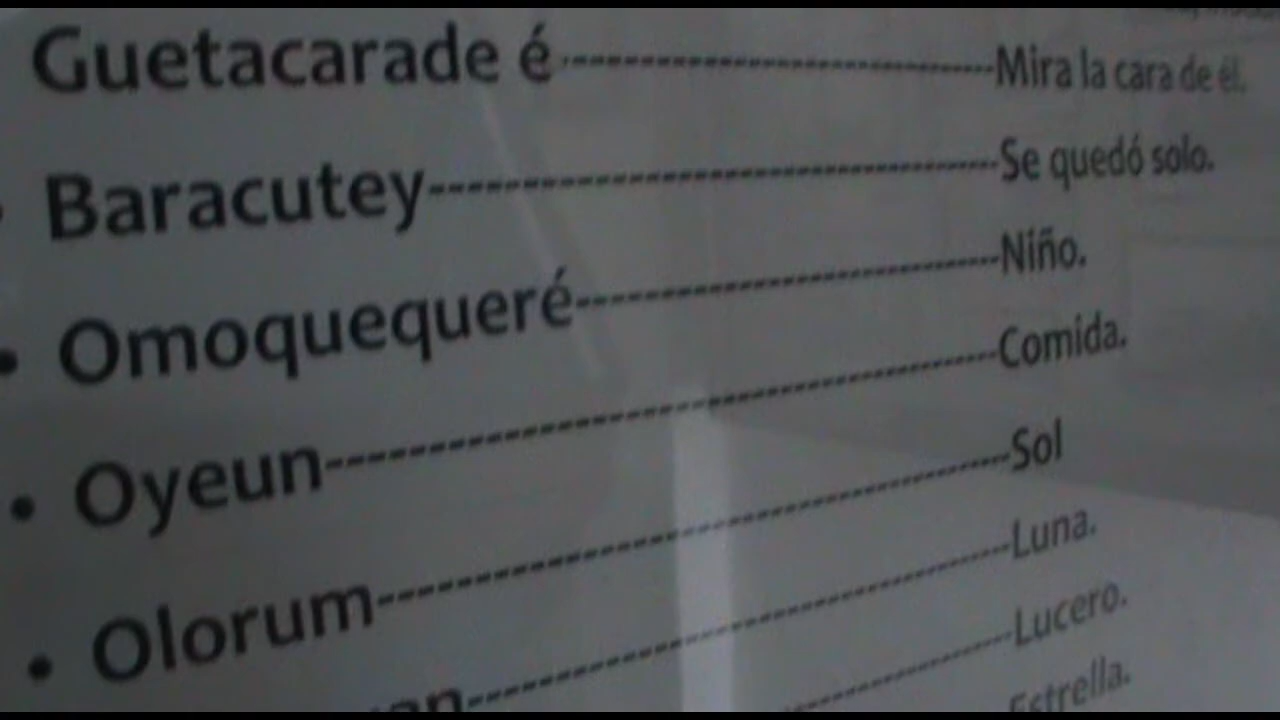 Guetacarade é---------------Mira la cara de él.
Baracutey---------------Se quedó solo.
• Omoquequeré---------------Niño.
• Oyeun---------------Comida.
• Olorum---------------Sol
---------------Luna.
---------------Lucero.
Estrella.